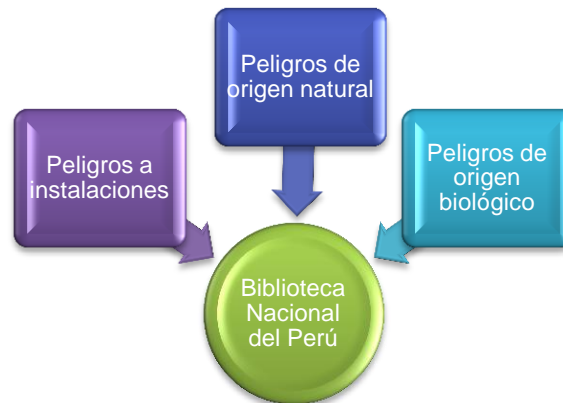 Peligros de
origen natural
Peligros a
instalaciones
Peligros de
origen
biológico
Biblioteca
Nacional
del Perú